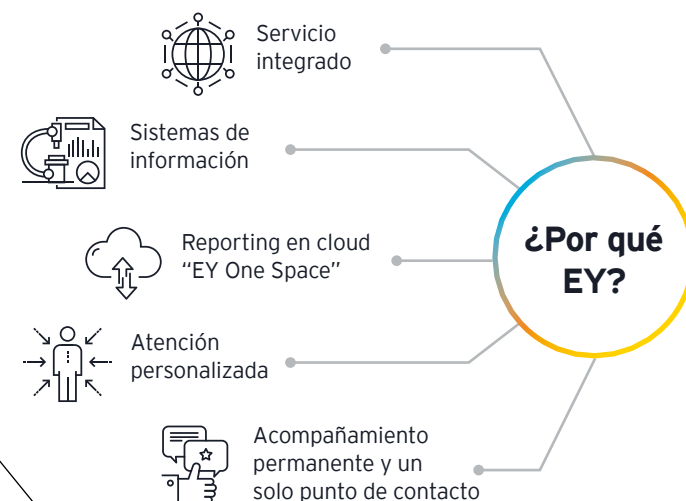 Servicio
integrado
Sistemas de
información
Reporting en cloud
“EY One Space”
¿Por qué
EY?
Atención
personalizada
Acompañamiento
permanente y un
solo punto de contacto